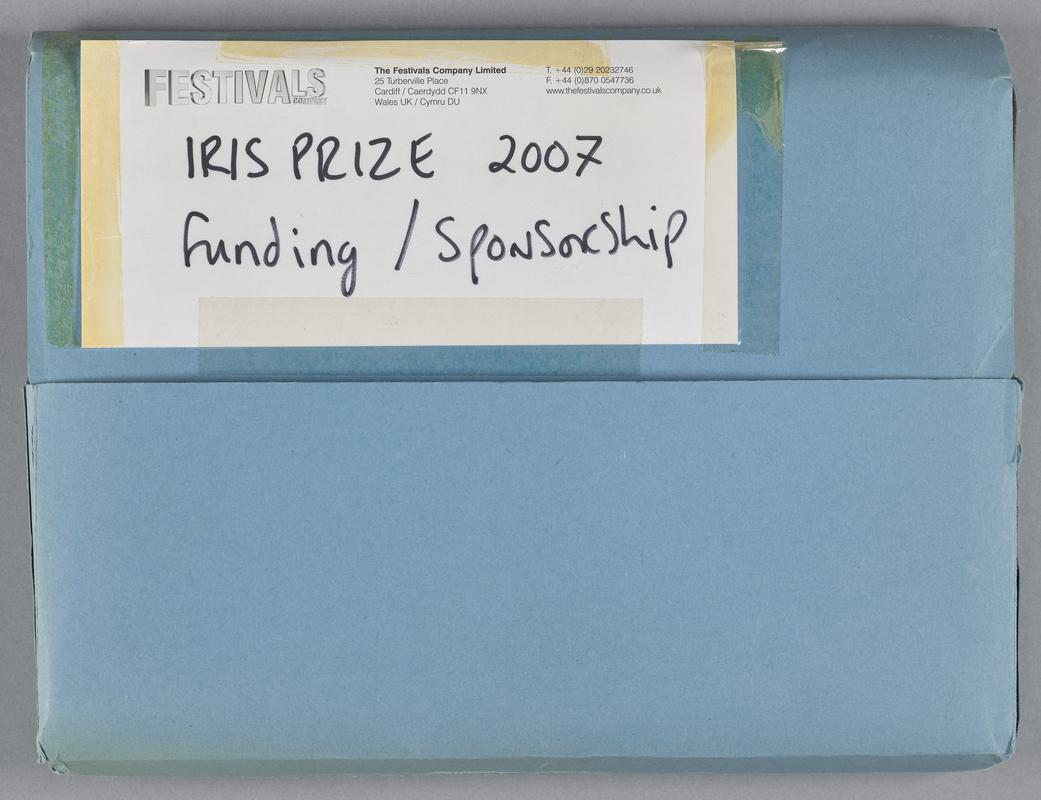 FESTIVALS
COMPANY
The Festivals Company Limited
25 Turberville Place
Cardiff / Caerdydd CF11 9NX
Wales UK / Cymru DU
T. +44 (0)29 20232746
F. +44 (0)870 0547736
www.thefestivalscompany.co.uk
IRIS PRIZE 2007
Funding / Sponsorship